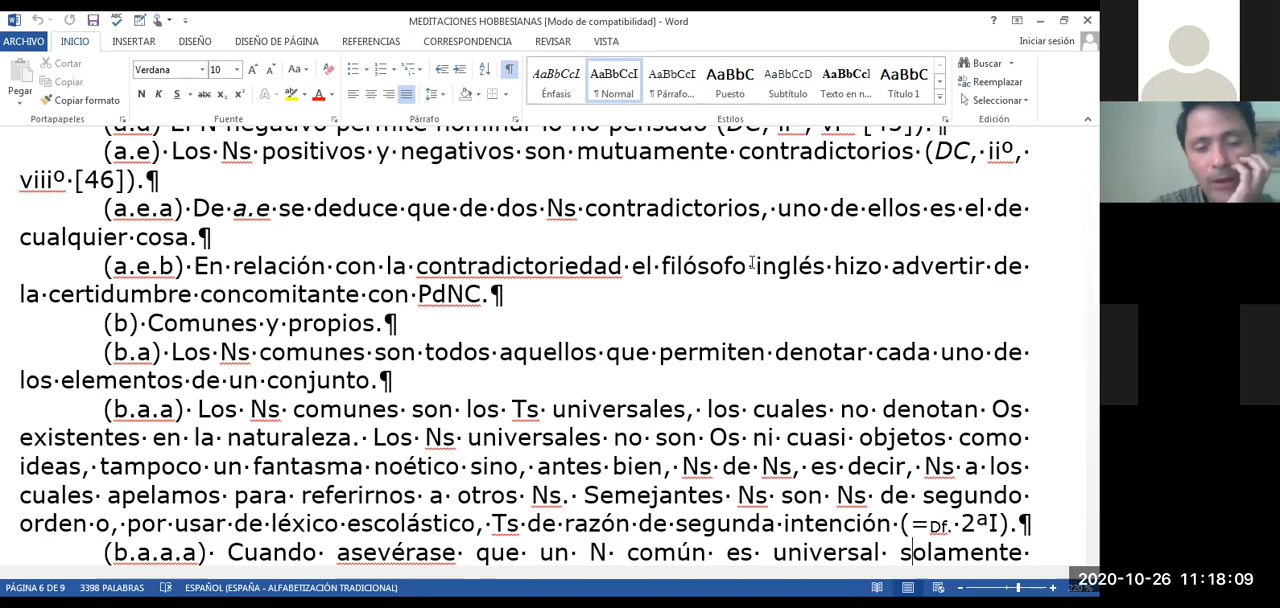 MEDITACIONES HOBBESIANAS [Modo de compatibilidad] - Word
ARCHIVO INICIO INSERTAR DISEÑO DISEÑO DE PÁGINA REFERENCIAS CORRESPONDENCIA REVISAR VISTA Iniciar sesión
Cortar
Copiar
Copiar formato
Pegar
Verdana 10
N K S abc x₂ x²
AaBbCcI AaBbCcI AaBbCcI AaBbC AaBbCcD AaBbCcI AaBbC
Énfasis ¶ Normal ¶ Párrafo... Puesto Subtítulo Texto en n... Título 1
Buscar
Reemplazar
Seleccionar
Portapapeles Fuente Párrafo Estilos Edición
(a.e)·Los·Ns·positivos·y·negativos·son·mutuamente·contradictorios·(DC,·iiº,·
viiiº·[46]).¶
(a.e.a)·De·a.e·se·deduce·que·de·dos·Ns·contradictorios,·uno·de·ellos·es·el·de·
cualquier·cosa.¶
(a.e.b)·En·relación·con·la·contradictoriedad·el·filósofo·inglés·hizo·advertir·de·
la·certidumbre·concomitante·con·PdNC.¶
(b)·Comunes·y·propios.¶
(b.a)·Los·Ns·comunes·son·todos·aquellos·que·permiten·denotar·cada·uno·de·
los·elementos·de·un·conjunto.¶
(b.a.a)·Los·Ns·comunes·son·los·Ts·universales,·los·cuales·no·denotan·Os·
existentes·en·la·naturaleza.·Los·Ns·universales·no·son·Os·ni·cuasi·objetos·como·
ideas,·tampoco·un·fantasma·noético·sino,·antes·bien,·Ns·de·Ns,·es·decir,·Ns·a·los·
cuales·apelamos·para·referirnos·a·otros·Ns.·Semejantes·Ns·son·Ns·de·segundo·
orden·o,·por·usar·de·léxico·escolástico,·Ts·de·razón·de·segunda·intención·(=Df.·2ªI).¶
(b.a.a.a)·Cuando·asevérase·que·un·N·común·es·universal·solamente·
PÁGINA 6 DE 9 3398 PALABRAS ESPAÑOL (ESPAÑA - ALFABETIZACIÓN TRADICIONAL) 220 %
2020-10-26 11:18:09